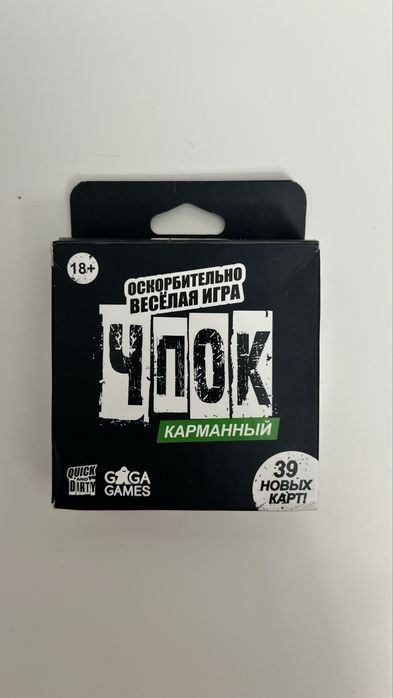 18+
ОСКОРБИТЕЛЬНО
ВЕСЁЛАЯ ИГРА
ЧПОК
КАРМАННЫЙ
QUICK
AND
DIRTY
GAGA
GAMES
39
НОВЫХ
КАРТ!